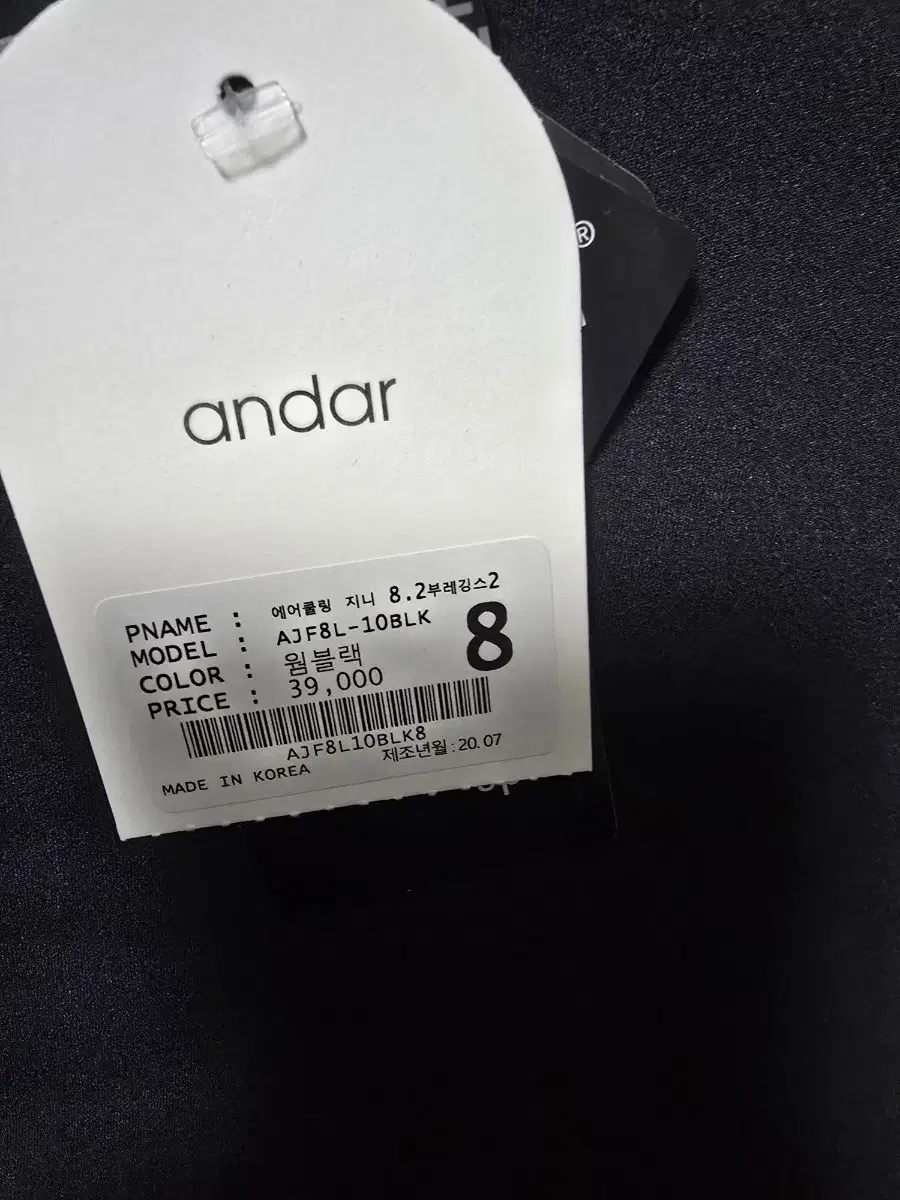 ®
andar
PNAME : 에어쿨링 지니 8.2부레깅스2
MODEL : AJF8L-10BLK
8
COLOR : 웜블랙
PRICE : 39,000
AJF8L10BLK8
MADE IN KOREA
제조년월:20.07